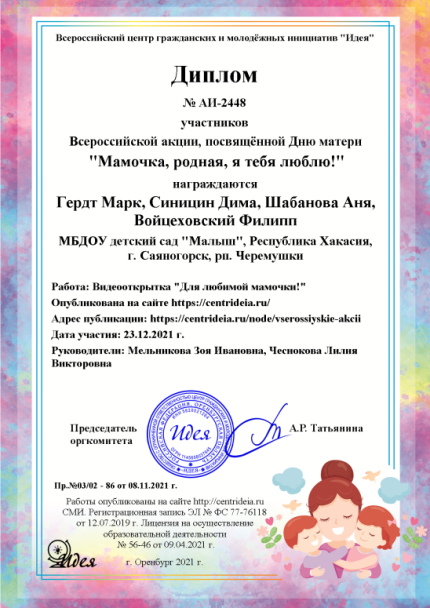 Всероссийский центр гражданских и молодёжных инициатив "Идея"
Диплом
№ АИ-2448
участников
Всероссийской акции, посвящённой Дню матери
"Мамочка, родная, я тебя люблю!"
награждаются
Гердт Марк, Синицин Дима, Шабанова Аня,
Войцеховский Филипп
МБДОУ детский сад "Малыш", Республика Хакасия,
г. Саяногорск, рп. Черемушки
Работа: Видеооткрытка "Для любимой мамочки!"
Опубликована на сайте https://centrideia.ru/
Адрес публикации: https://centrideia.ru/node/vserossiyskie-akcii
Дата участия: 23.12.2021 г.
Руководители: Мельникова Зоя Ивановна, Чеснокова Лилия
Викторовна
Председатель
оргкомитета
Идея
А.Р. Татьянина
Пр.№03/02 - 86 от 08.11.2021 г.
Работы опубликованы на сайте http://centrideia.ru
СМИ. Регистрационная запись ЭЛ № ФС 77-76118
от 12.07.2019 г. Лицензия на осуществление
образовательной деятельности
№ 56-46 от 09.04.2021 г.
Идея
г. Оренбург 2021 г.